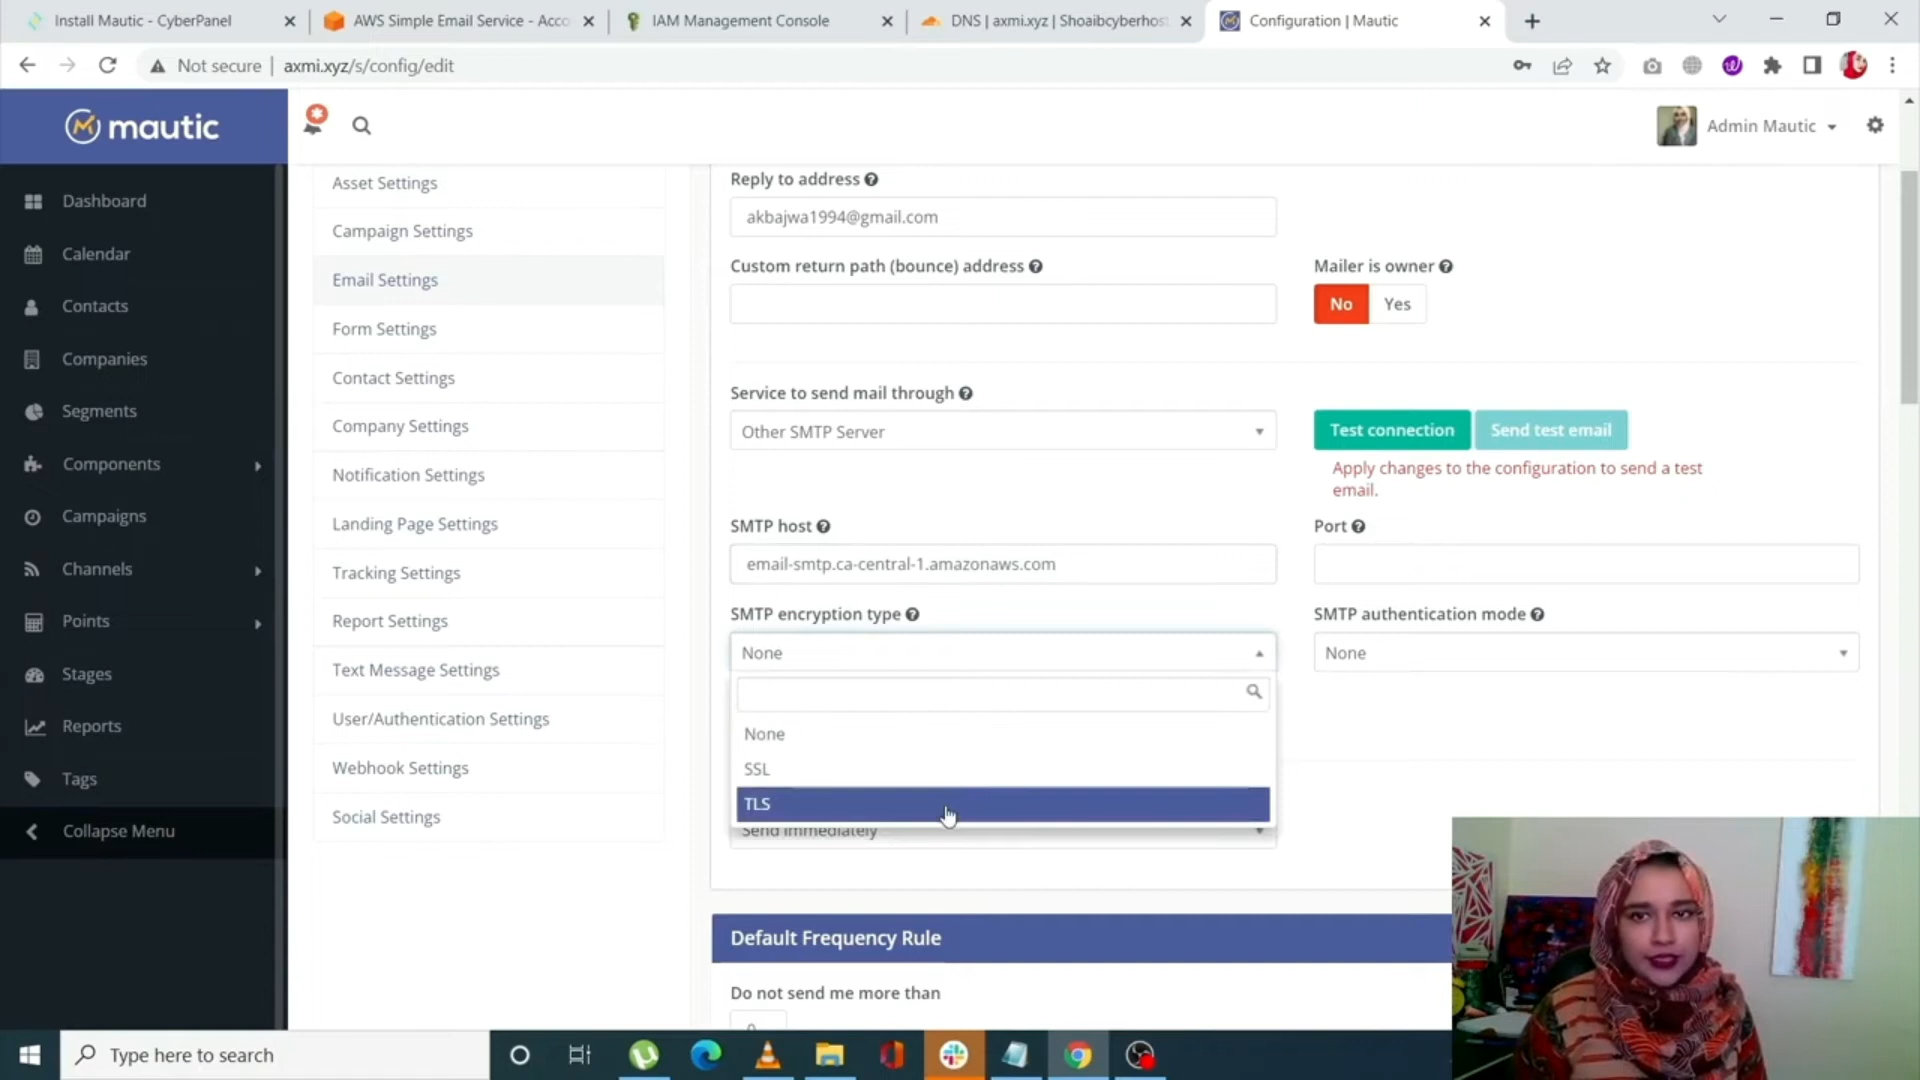 Install Mautic - CyberPanel
AWS Simple Email Service - Acco
IAM Management Console
DNS | axmi.xyz | Shoaibcyberhos
Configuration | Mautic
Not secure
axmi.xyz/s/config/edit
mautic
Admin Mautic
Dashboard
Calendar
Contacts
Companies
Segments
Components
Campaigns
Channels
Points
Stages
Reports
Tags
Collapse Menu
Asset Settings
Campaign Settings
Email Settings
Form Settings
Contact Settings
Company Settings
Notification Settings
Landing Page Settings
Tracking Settings
Report Settings
Text Message Settings
User/Authentication Settings
Webhook Settings
Social Settings
Reply to address
akbajwa1994@gmail.com
Custom return path (bounce) address
Mailer is owner
No Yes
Service to send mail through
Other SMTP Server
Test connection
Send test email
Apply changes to the configuration to send a test
email.
SMTP host
Port
email-smtp.ca-central-1.amazonaws.com
SMTP encryption type
SMTP authentication mode
None
None
None
SSL
TLS
Send immediately
Default Frequency Rule
Do not send me more than
Type here to search